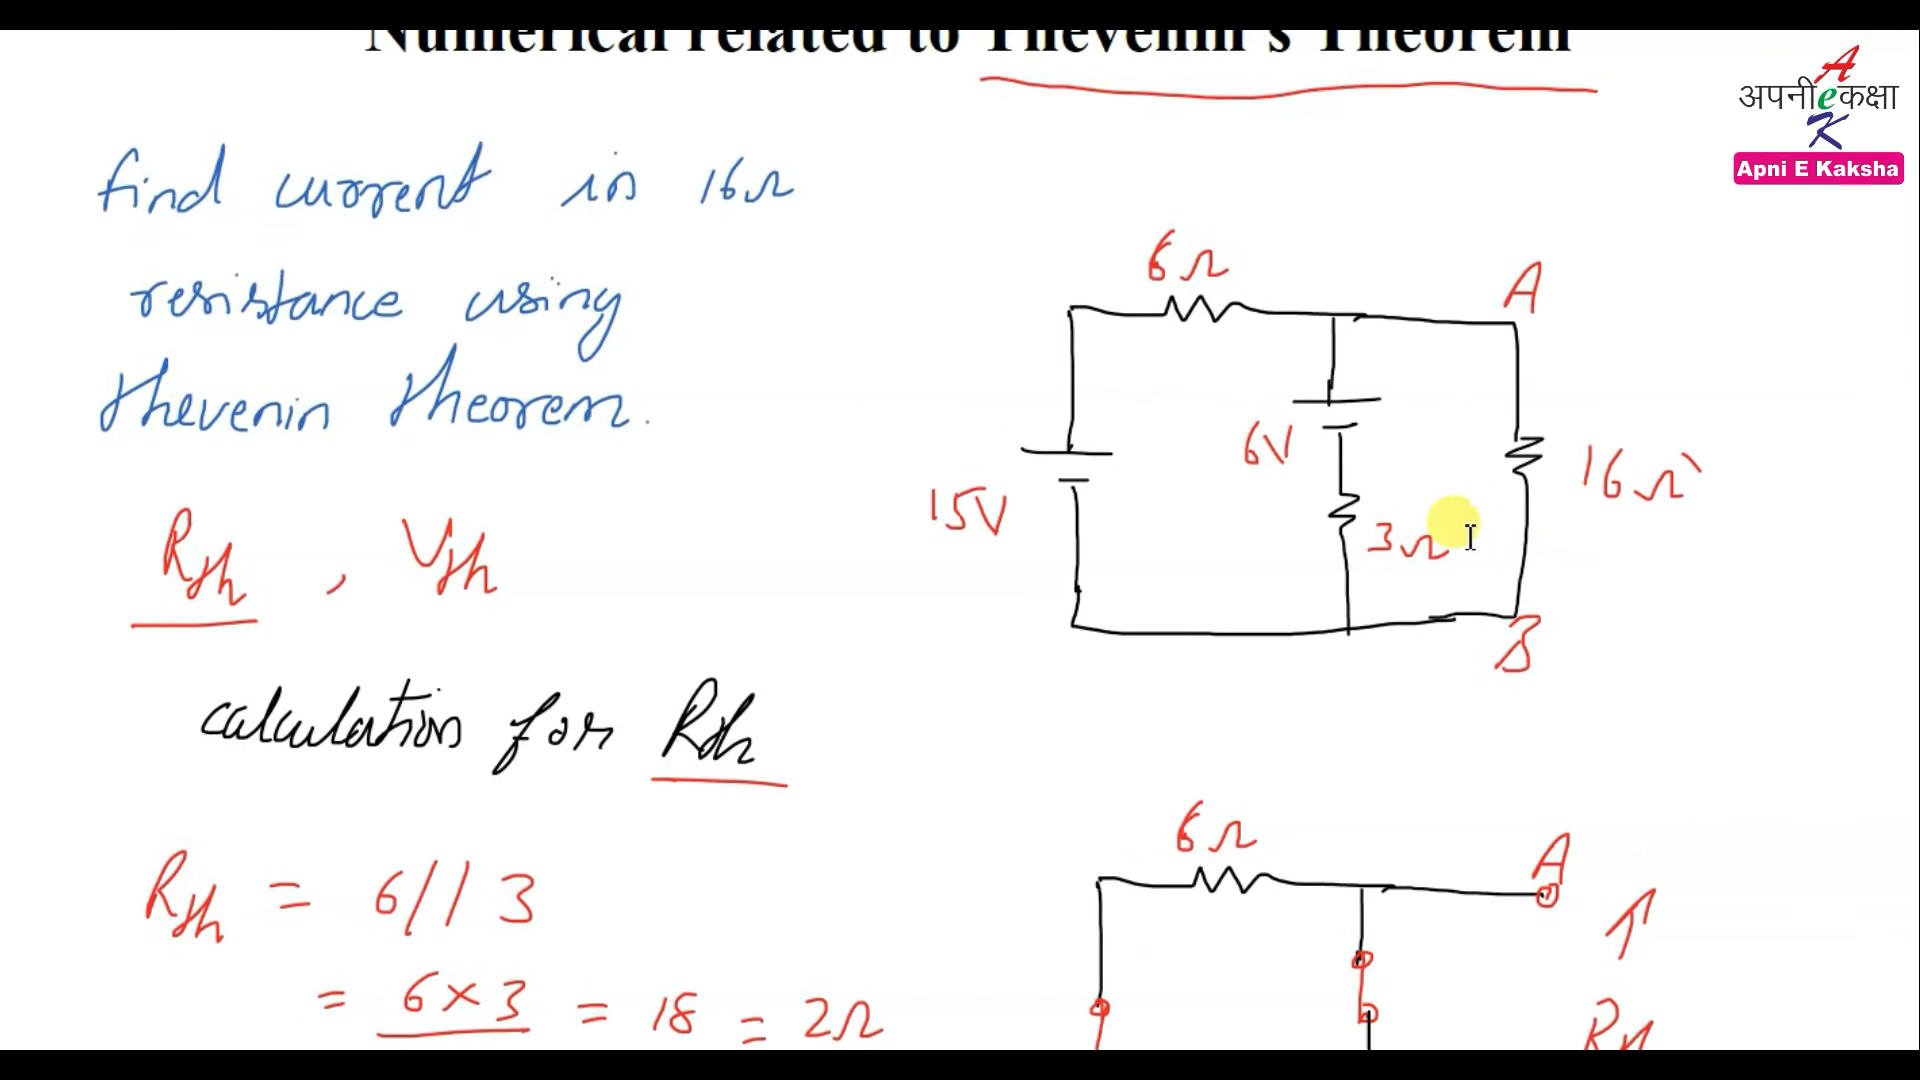 Numerical related to Thevenin's Theorem
A
अपनी e कक्षा
K
Apni E Kaksha
find current in 16Ω
resistance using
thevenin theorem.
Rth , Vth
6Ω
A
15V
6V
3Ω
16Ω
B
calculation for Rth
Rth = 6//3
= 6×3 = 18 = 2Ω
6Ω
A